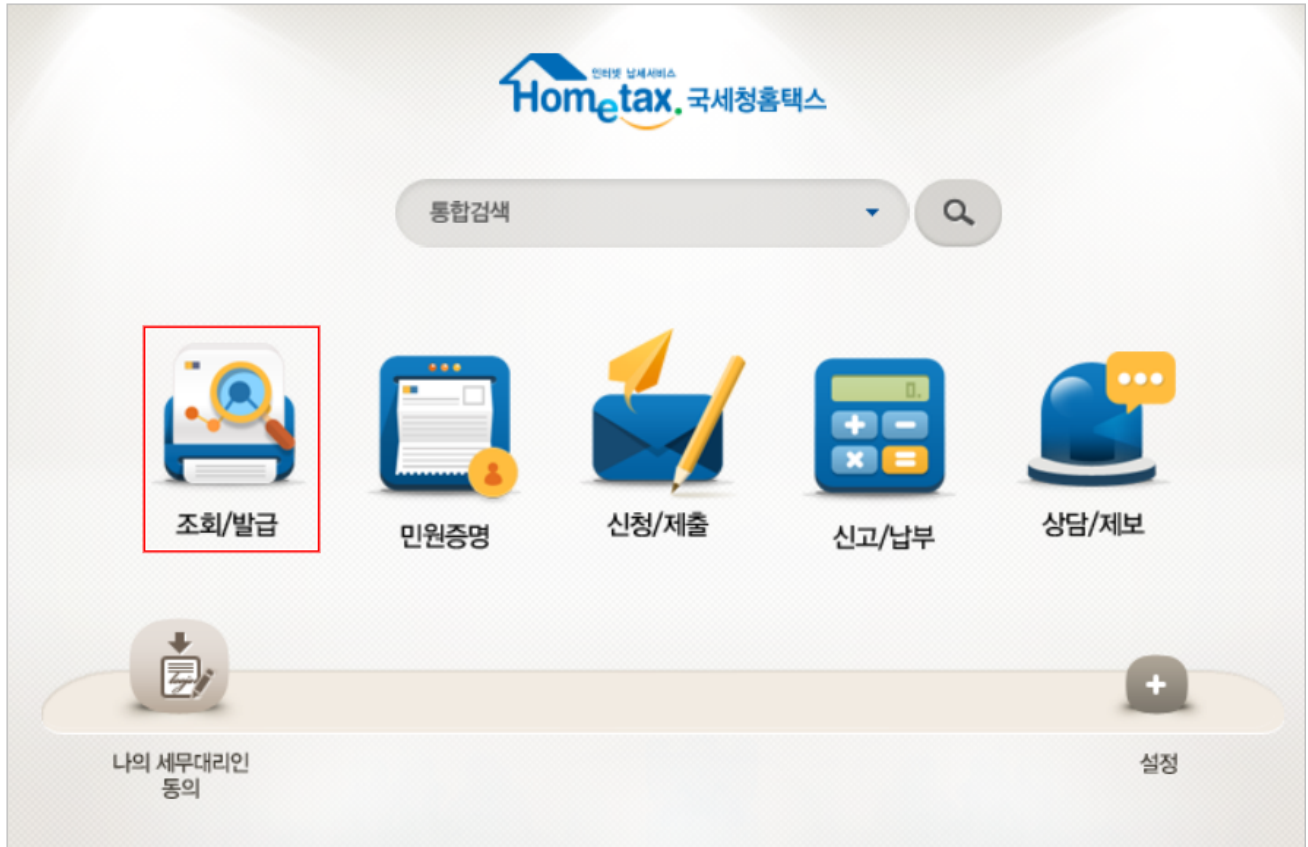 인터넷 납세서비스
Hometax. 국세청홈택스
통합검색
0.
조회/발급
민원증명
신청/제출
신고/납부
상담/제보
나의 세무대리인
동의
설정